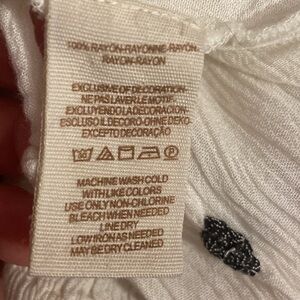 100% RAYON-RAYONNE-RAYON-
RAYON-RAYON
EXCLUSIVE OF DECORATION-
NE PAS LAVER LE MOTIF-
EXCLUYENDO LA DECORACION-
ESCLUSO IL DECORO-OHNE DEKO-
EXCEPTO DECORAÇÃO
P
MACHINE WASH COLD
WITH LIKE COLORS
USE ONLY NON-CHLORINE
BLEACH WHEN NEEDED
LINE DRY
LOW IRON AS NEEDED
MAY BE DRY CLEANED